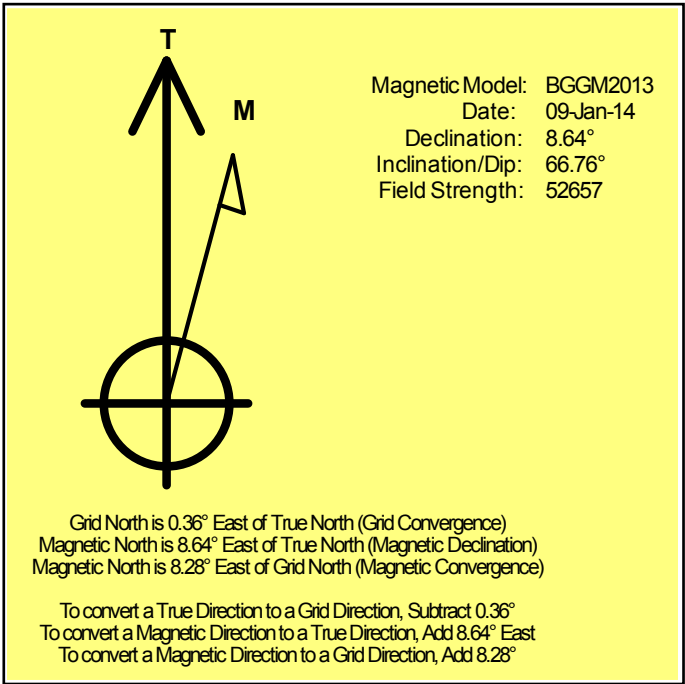 T
M
Magnetic Model: BGGM2013
Date: 09-Jan-14
Declination: 8.64°
Inclination/Dip: 66.76°
Field Strength: 52657
Grid North is 0.36° East of True North (Grid Convergence)
Magnetic North is 8.64° East of True North (Magnetic Declination)
Magnetic North is 8.28° East of Grid North (Magnetic Convergence)
To convert a True Direction to a Grid Direction, Subtract 0.36°
To convert a Magnetic Direction to a True Direction, Add 8.64° East
To convert a Magnetic Direction to a Grid Direction, Add 8.28°